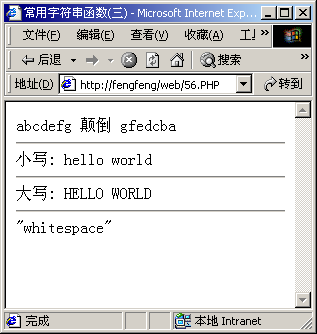 常用字符串函数(三) - Microsoft Internet Exp...
文件(F) 编辑(E) 查看(V) 收藏(A) 工
后退 搜索
地址(D) http://fengfeng/web/56.PHP 转到
abcdefg 颠倒 gfedcba
小写: hello world
大写: HELLO WORLD
"whitespace"
完成 本地 Intranet